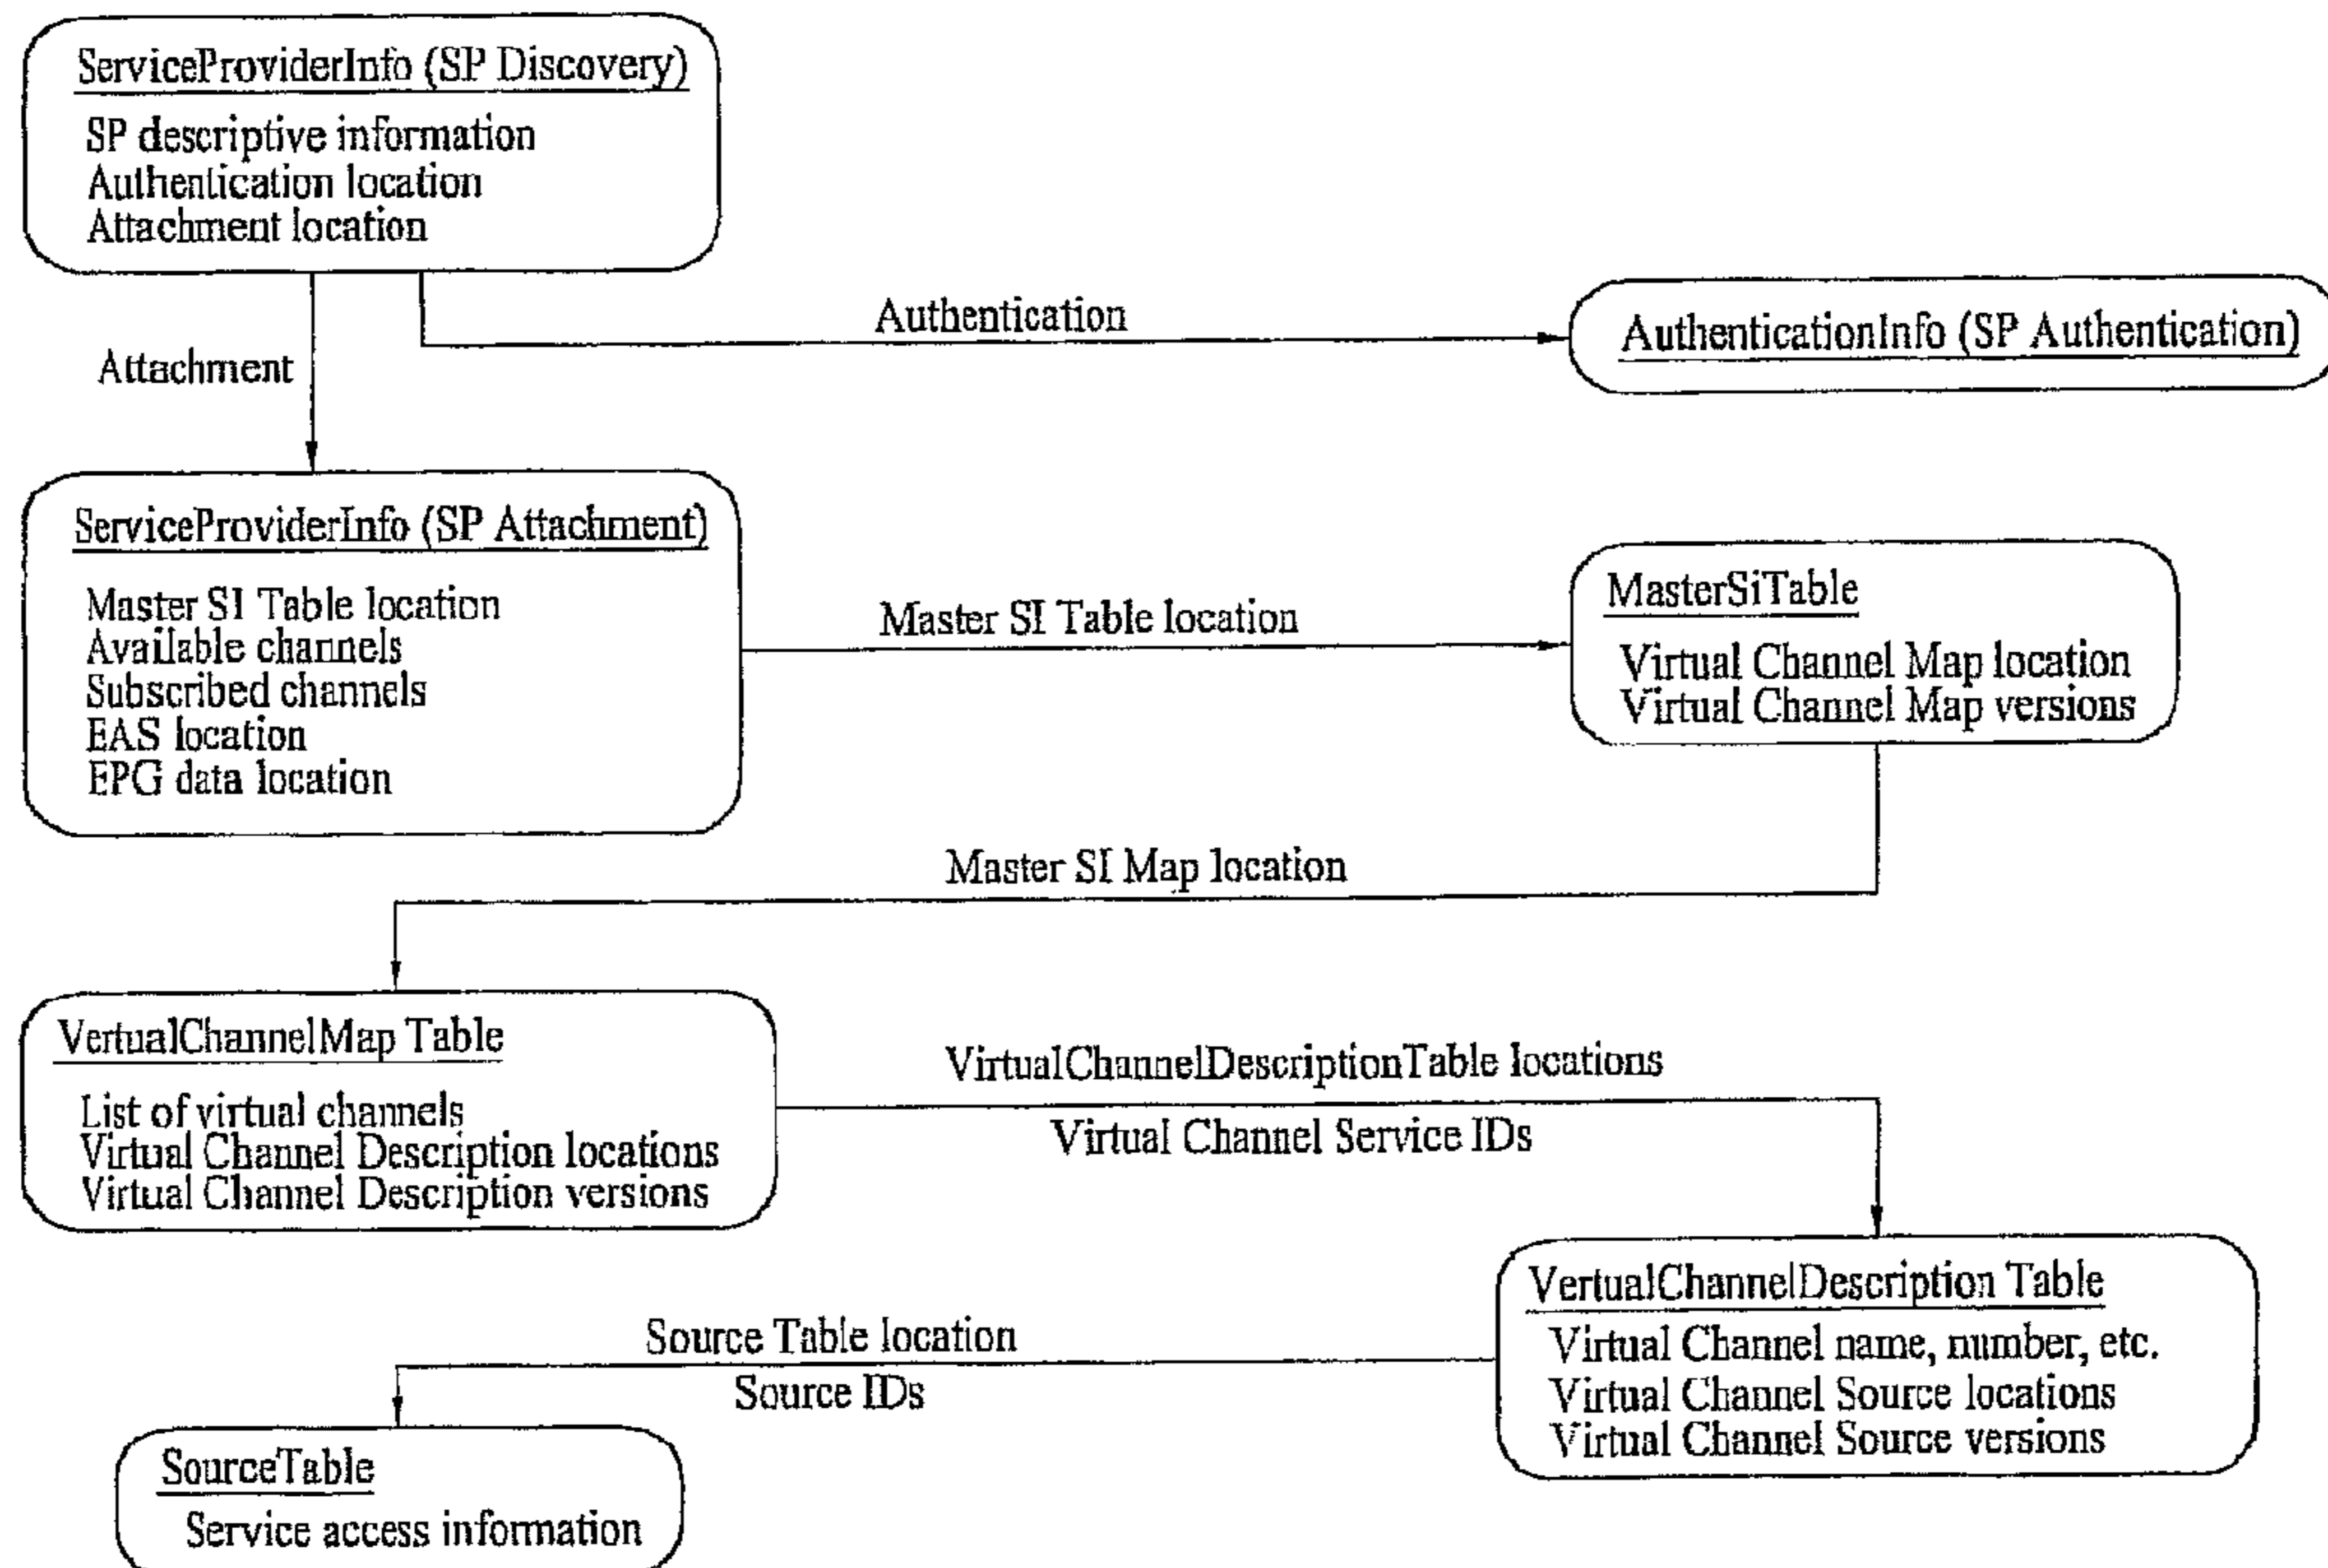 ServiceProviderInfo (SP Discovery)
SP descriptive information
Authentication location
Attachment location
Authentication
AuthenticationInfo (SP Authentication)
Attachment
ServiceProviderInfo (SP Attachment)
Master SI Table location
Available channels
Subscribed channels
EAS location
EPG data location
Master SI Table location
MasterSiTable
Virtual Channel Map location
Virtual Channel Map versions
Master SI Map location
VertualChannelMap Table
List of virtual channels
Virtual Channel Description locations
Virtual Channel Description versions
VirtualChannelDescriptionTable locations
Virtual Channel Service IDs
VertualChannelDescription Table
Virtual Channel name, number, etc.
Virtual Channel Source locations
Virtual Channel Source versions
Source Table location
Source IDs
SourceTable
Service access information